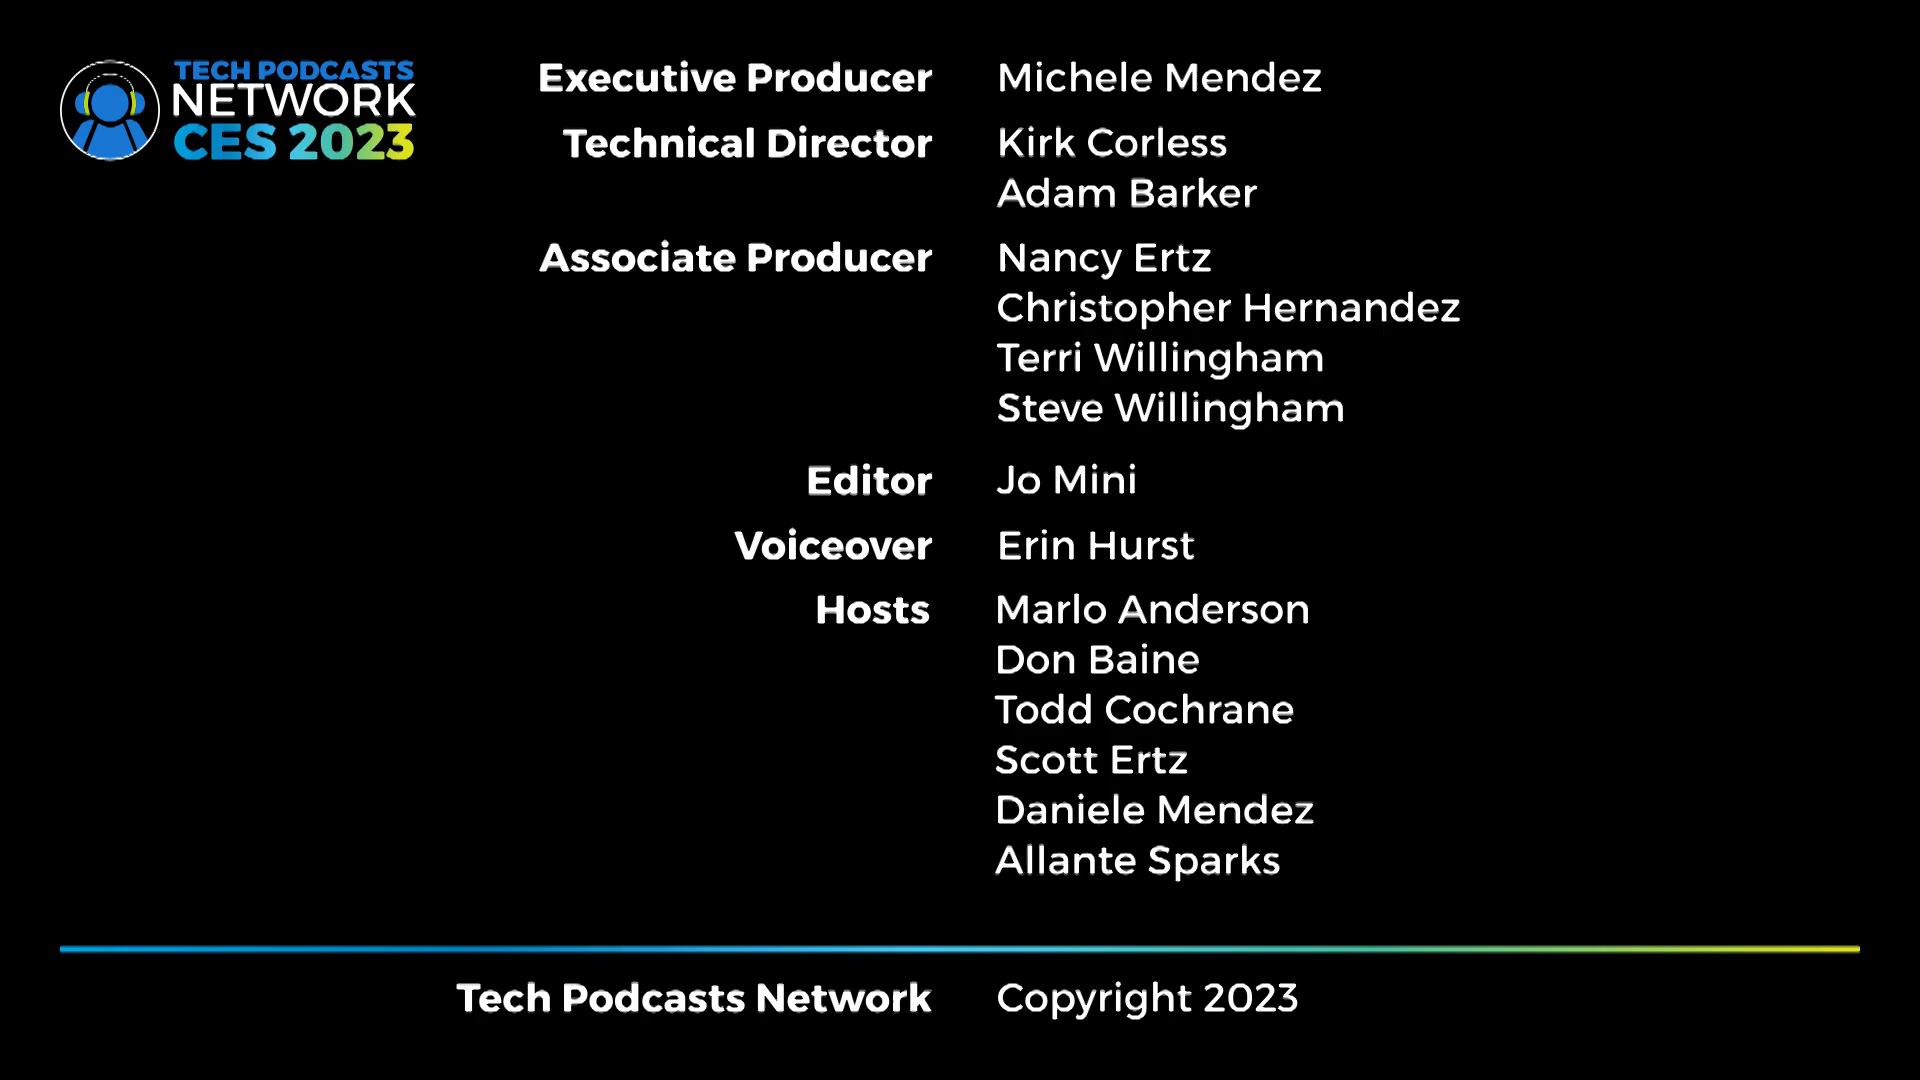 TECH PODCASTS
NETWORK
CES 2023
Executive Producer Michele Mendez
Technical Director Kirk Corless
Adam Barker
Associate Producer Nancy Ertz
Christopher Hernandez
Terri Willingham
Steve Willingham
Editor Jo Mini
Voiceover Erin Hurst
Hosts Marlo Anderson
Don Baine
Todd Cochrane
Scott Ertz
Daniele Mendez
Allante Sparks
Tech Podcasts Network Copyright 2023